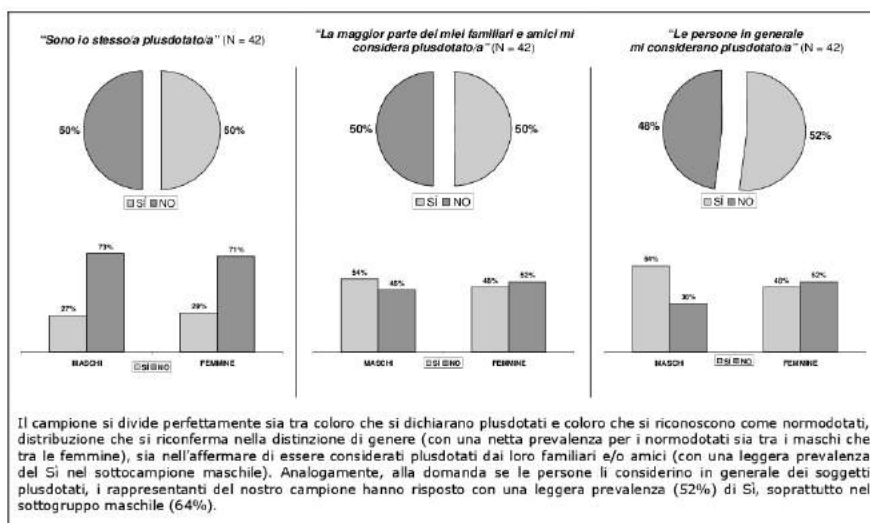 "Sono io stesso/a plusdotato/a" (N = 42)
50%
50%
SÌ NO
73%
71%
27%
29%
MASCHI
FEMMINE
SÌ NO
"La maggior parte dei miei familiari e amici mi
considera plusdotato/a" (N = 42)
50%
50%
SÌ NO
54%
52%
MASCHI
FEMMINE
SÌ NO
"Le persone in generale
mi considerano plusdotato/a" (N = 42)
48%
52%
SÌ NO
64%
52%
MASCHI
FEMMINE
SÌ NO
Il campione si divide perfettamente sia tra coloro che si dichiarano plusdotati e coloro che si riconoscono come normodotati,
distribuzione che si riconferma nella distinzione di genere (con una netta prevalenza per i normodotati sia tra i maschi che
tra le femmine), sia nell'affermare di essere considerati plusdotati dai loro familiari e/o amici (con una leggera prevalenza
del Sì nel sottocampione maschile). Analogamente, alla domanda se le persone li considerino in generale dei soggetti
plusdotati, i rappresentanti del nostro campione hanno risposto con una leggera prevalenza (52%) di Sì, soprattutto nel
sottogruppo maschile (64%).